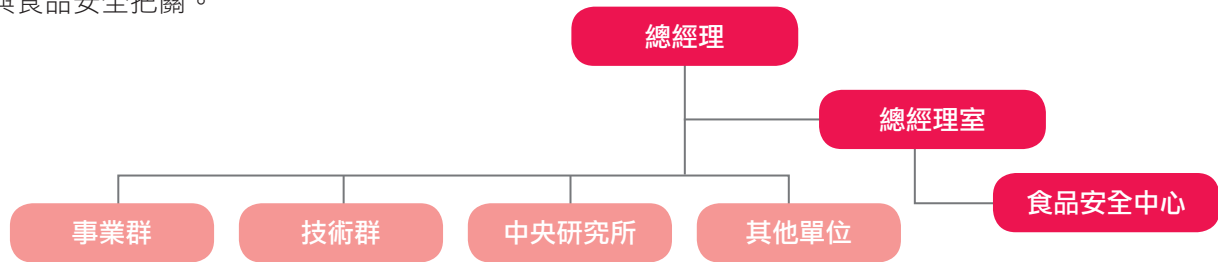 與食品安全把關。
總經理
總經理室
食品安全中心
事業群
技術群
中央研究所
其他單位